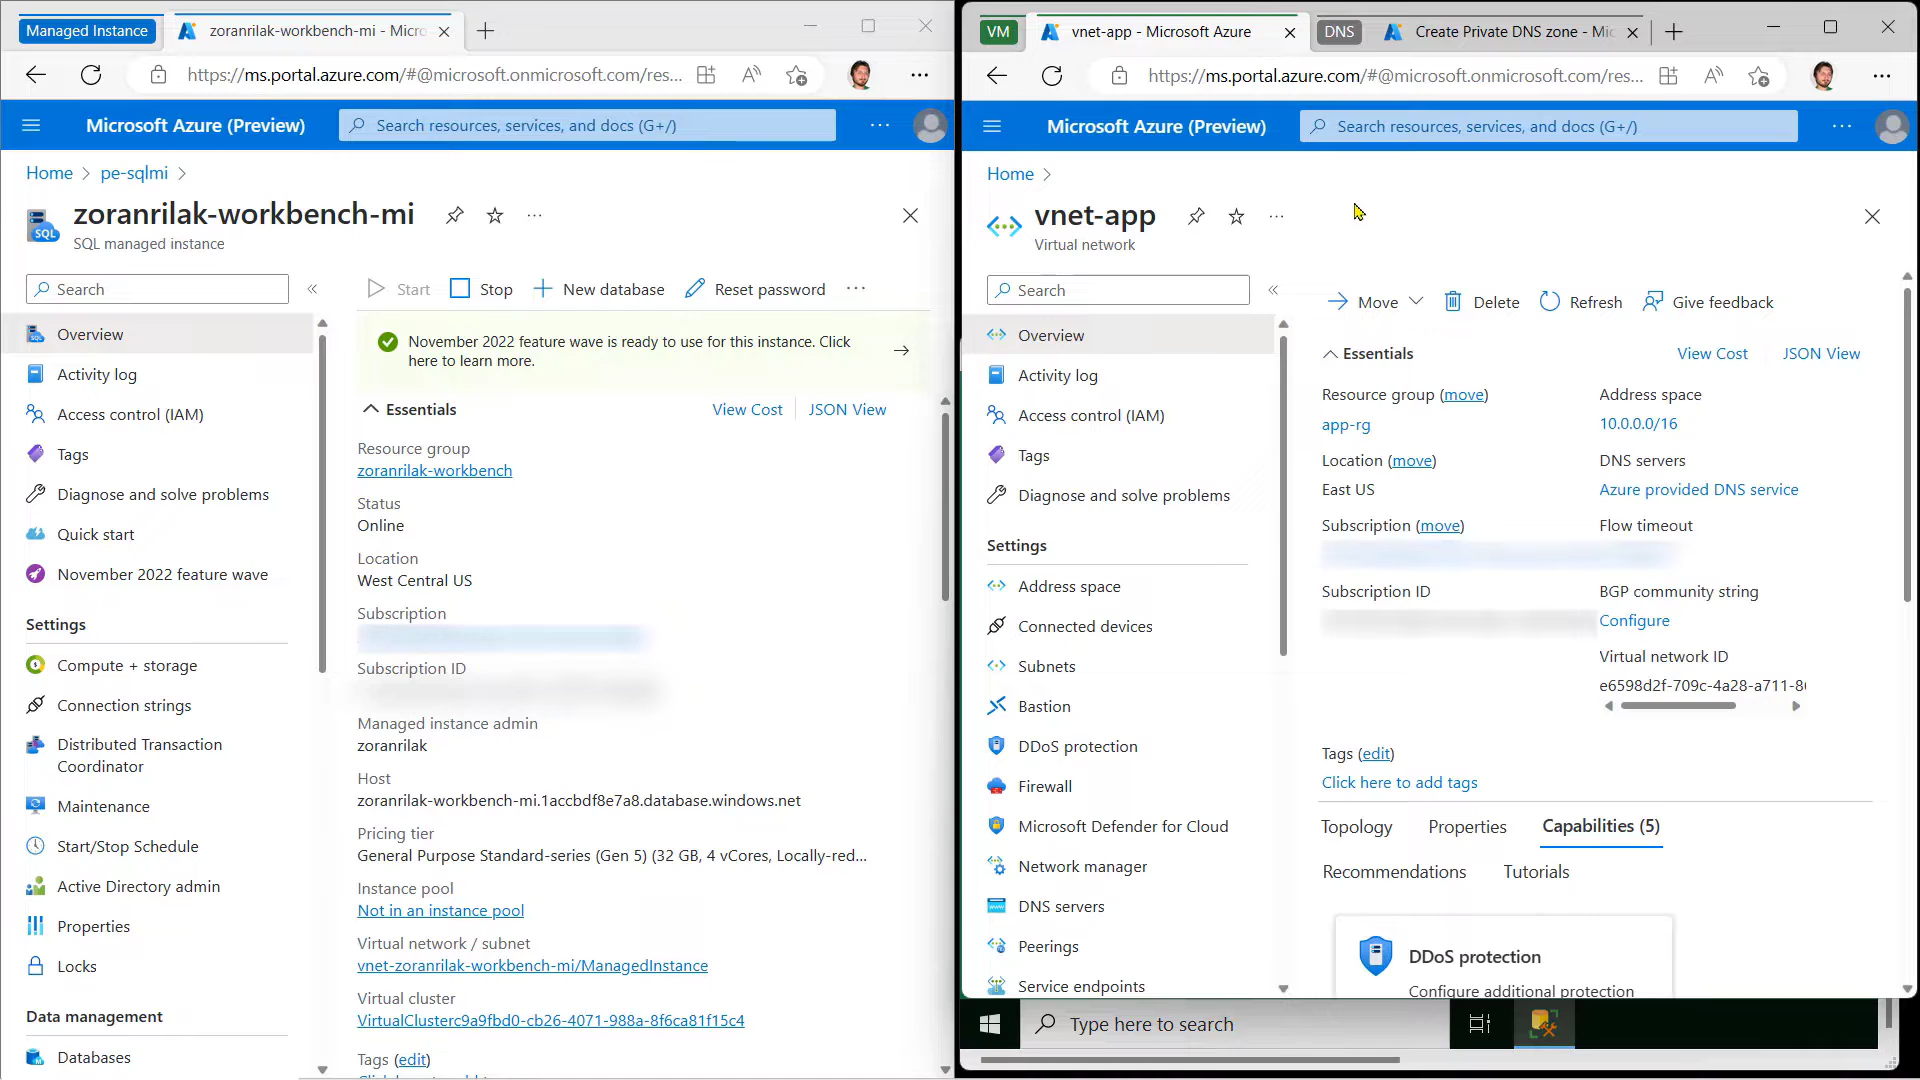 Managed Instance
zoranrilak-workbench-mi - Micro
https://ms.portal.azure.com/#@microsoft.onmicrosoft.com/res...
Microsoft Azure (Preview)
Search resources, services, and docs (G+/)
Home > pe-sqlmi >
zoranrilak-workbench-mi
SQL managed instance
Search
Start
Stop
New database
Reset password
November 2022 feature wave is ready to use for this instance. Click
here to learn more.
Overview
Activity log
Access control (IAM)
Tags
Diagnose and solve problems
Quick start
November 2022 feature wave
Settings
Compute + storage
Connection strings
Distributed Transaction
Coordinator
Maintenance
Start/Stop Schedule
Active Directory admin
Properties
Locks
Data management
Databases
Essentials
View Cost
JSON View
Resource group
zoranrilak-workbench
Status
Online
Location
West Central US
Subscription
Subscription ID
Managed instance admin
zoranrilak
Host
zoranrilak-workbench-mi.1accbdf8e7a8.database.windows.net
Pricing tier
General Purpose Standard-series (Gen 5) (32 GB, 4 vCores, Locally-red...
Instance pool
Not in an instance pool
Virtual network / subnet
vnet-zoranrilak-workbench-mi/ManagedInstance
Virtual cluster
VirtualClusterc9a9fbd0-cb26-4071-988a-8f6ca81f15c4
Tags (edit)
VM
vnet-app - Microsoft Azure
DNS
Create Private DNS zone - Mic
https://ms.portal.azure.com/#@microsoft.onmicrosoft.com/res...
Microsoft Azure (Preview)
Search resources, services, and docs (G+/)
Home >
vnet-app
Virtual network
Search
Move
Delete
Refresh
Give feedback
Overview
Activity log
Access control (IAM)
Tags
Diagnose and solve problems
Settings
Address space
Connected devices
Subnets
Bastion
DDoS protection
Firewall
Microsoft Defender for Cloud
Network manager
DNS servers
Peerings
Service endpoints
Essentials
View Cost
JSON View
Resource group (move)
app-rg
Location (move)
East US
Subscription (move)
Subscription ID
Address space
10.0.0.0/16
DNS servers
Azure provided DNS service
Flow timeout
BGP community string
Configure
Virtual network ID
e6598d2f-709c-4a28-a711-8
Tags (edit)
Click here to add tags
Topology
Properties
Capabilities (5)
Recommendations
Tutorials
DDoS protection
Configure additional protection
Type here to search